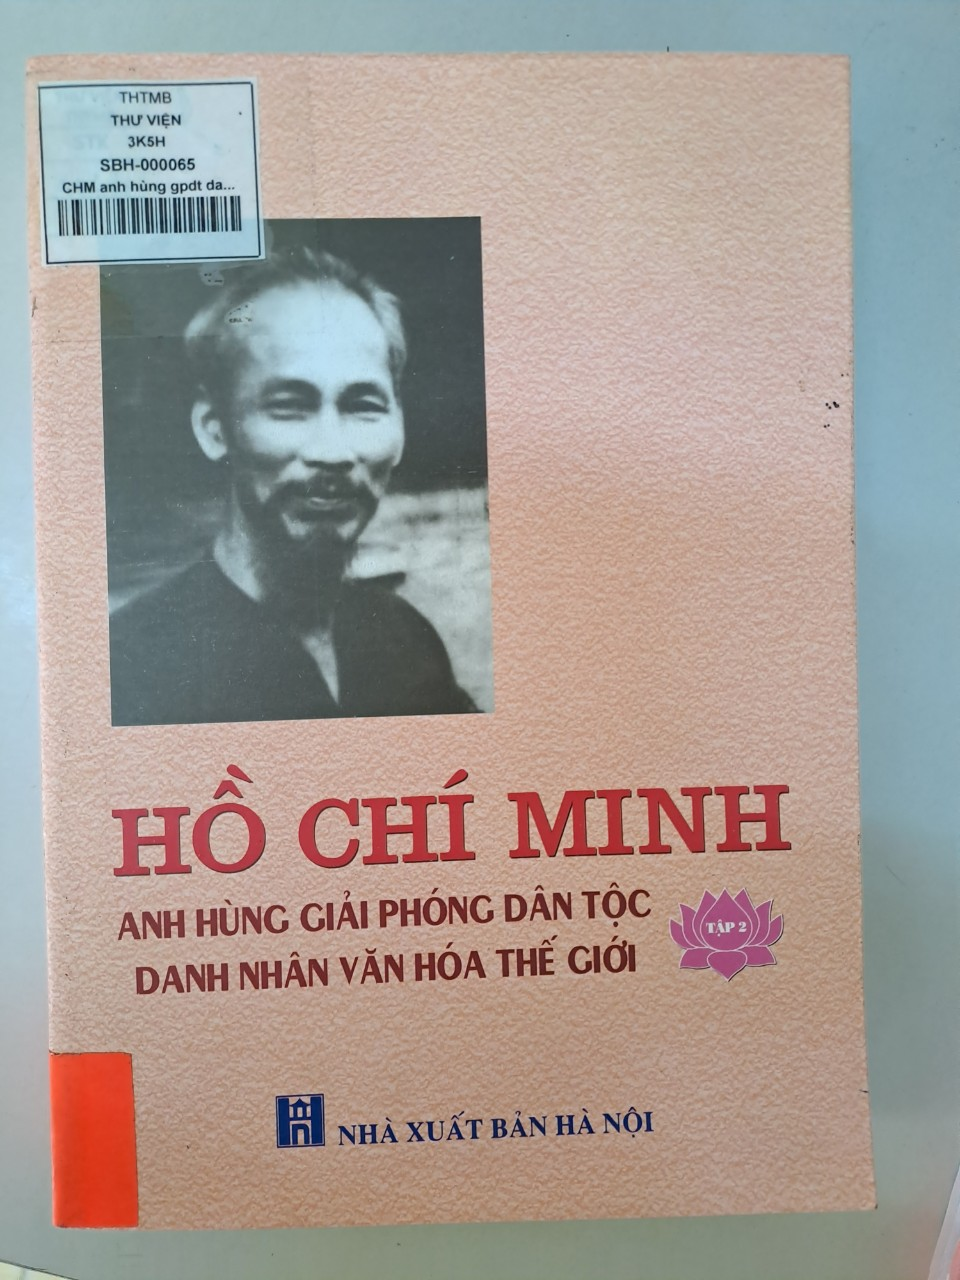 THTMB
THƯ VIỆN
3K5H
SBH-000065
CHM anh hùng gpdt da...
HỒ CHÍ MINH
ANH HÙNG GIẢI PHÓNG DÂN TỘC
DANH NHÂN VĂN HÓA THẾ GIỚI
TẬP 2
NHÀ XUẤT BẢN HÀ NỘI